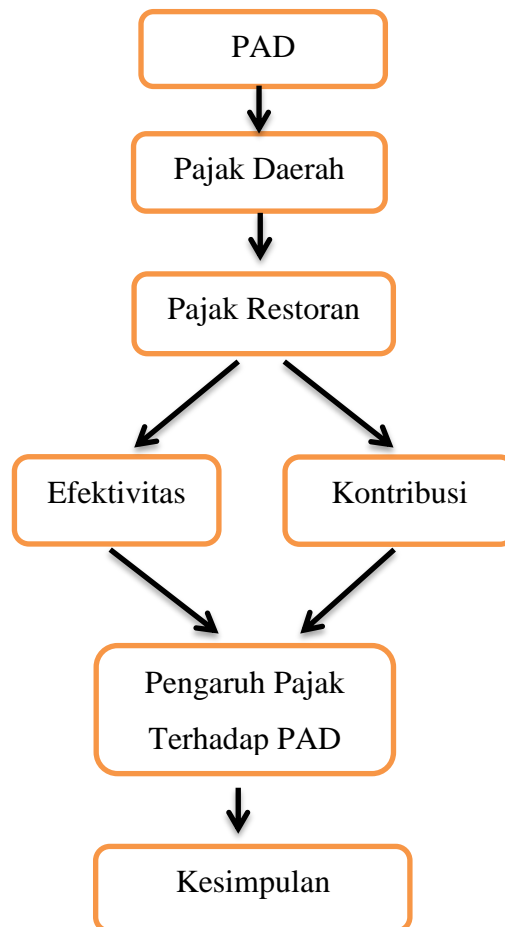 PAD
Pajak Daerah
Pajak Restoran
Efektivitas
Kontribusi
Pengaruh Pajak
Terhadap PAD
Kesimpulan